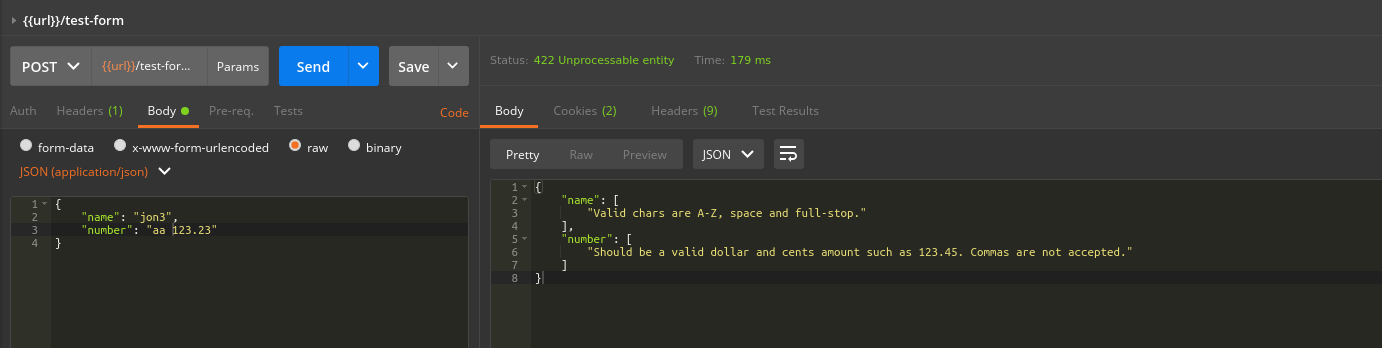 {{url}}/test-form
POST {{url}}/test-for... Params Send Save
Auth Headers (1) Body Pre-req. Tests Code
form-data x-www-form-urlencoded raw binary
JSON (application/json)
1 {
2 "name": "jon3",
3 "number": "aa 123.23"
4 }
Status: 422 Unprocessable entity Time: 179 ms
Body Cookies (2) Headers (9) Test Results
Pretty Raw Preview JSON
1 {
2 "name": [
3 "Valid chars are A-Z, space and full-stop."
4 ],
5 "number": [
6 "Should be a valid dollar and cents amount such as 123.45. Commas are not accepted."
7 ]
8 }